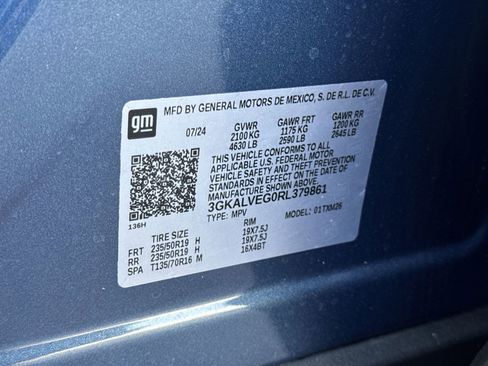 gm
MFD BY GENERAL MOTORS DE MEXICO, S. DE R.L. DE C.V.
07/24 GVWR GAWR FRT GAWR RR
2100 KG 1175 KG 1200 KG
4630 LB 2590 LB 2645 LB
THIS VEHICLE CONFORMS TO ALL
APPLICABLE U.S. FEDERAL MOTOR
VEHICLE SAFETY AND THEFT PREVENTION
STANDARDS IN EFFECT ON THE DATE OF
MANUFACTURE SHOWN ABOVE.
3GKALVEG0RL379861
TYPE: MPV MODEL: 01TXM26
136H
TIRE SIZE RIM
FRT 235/50R19 H 19X7.5J
RR 235/50R19 H 19X7.5J
SPA T135/70R16 M 16X4BT